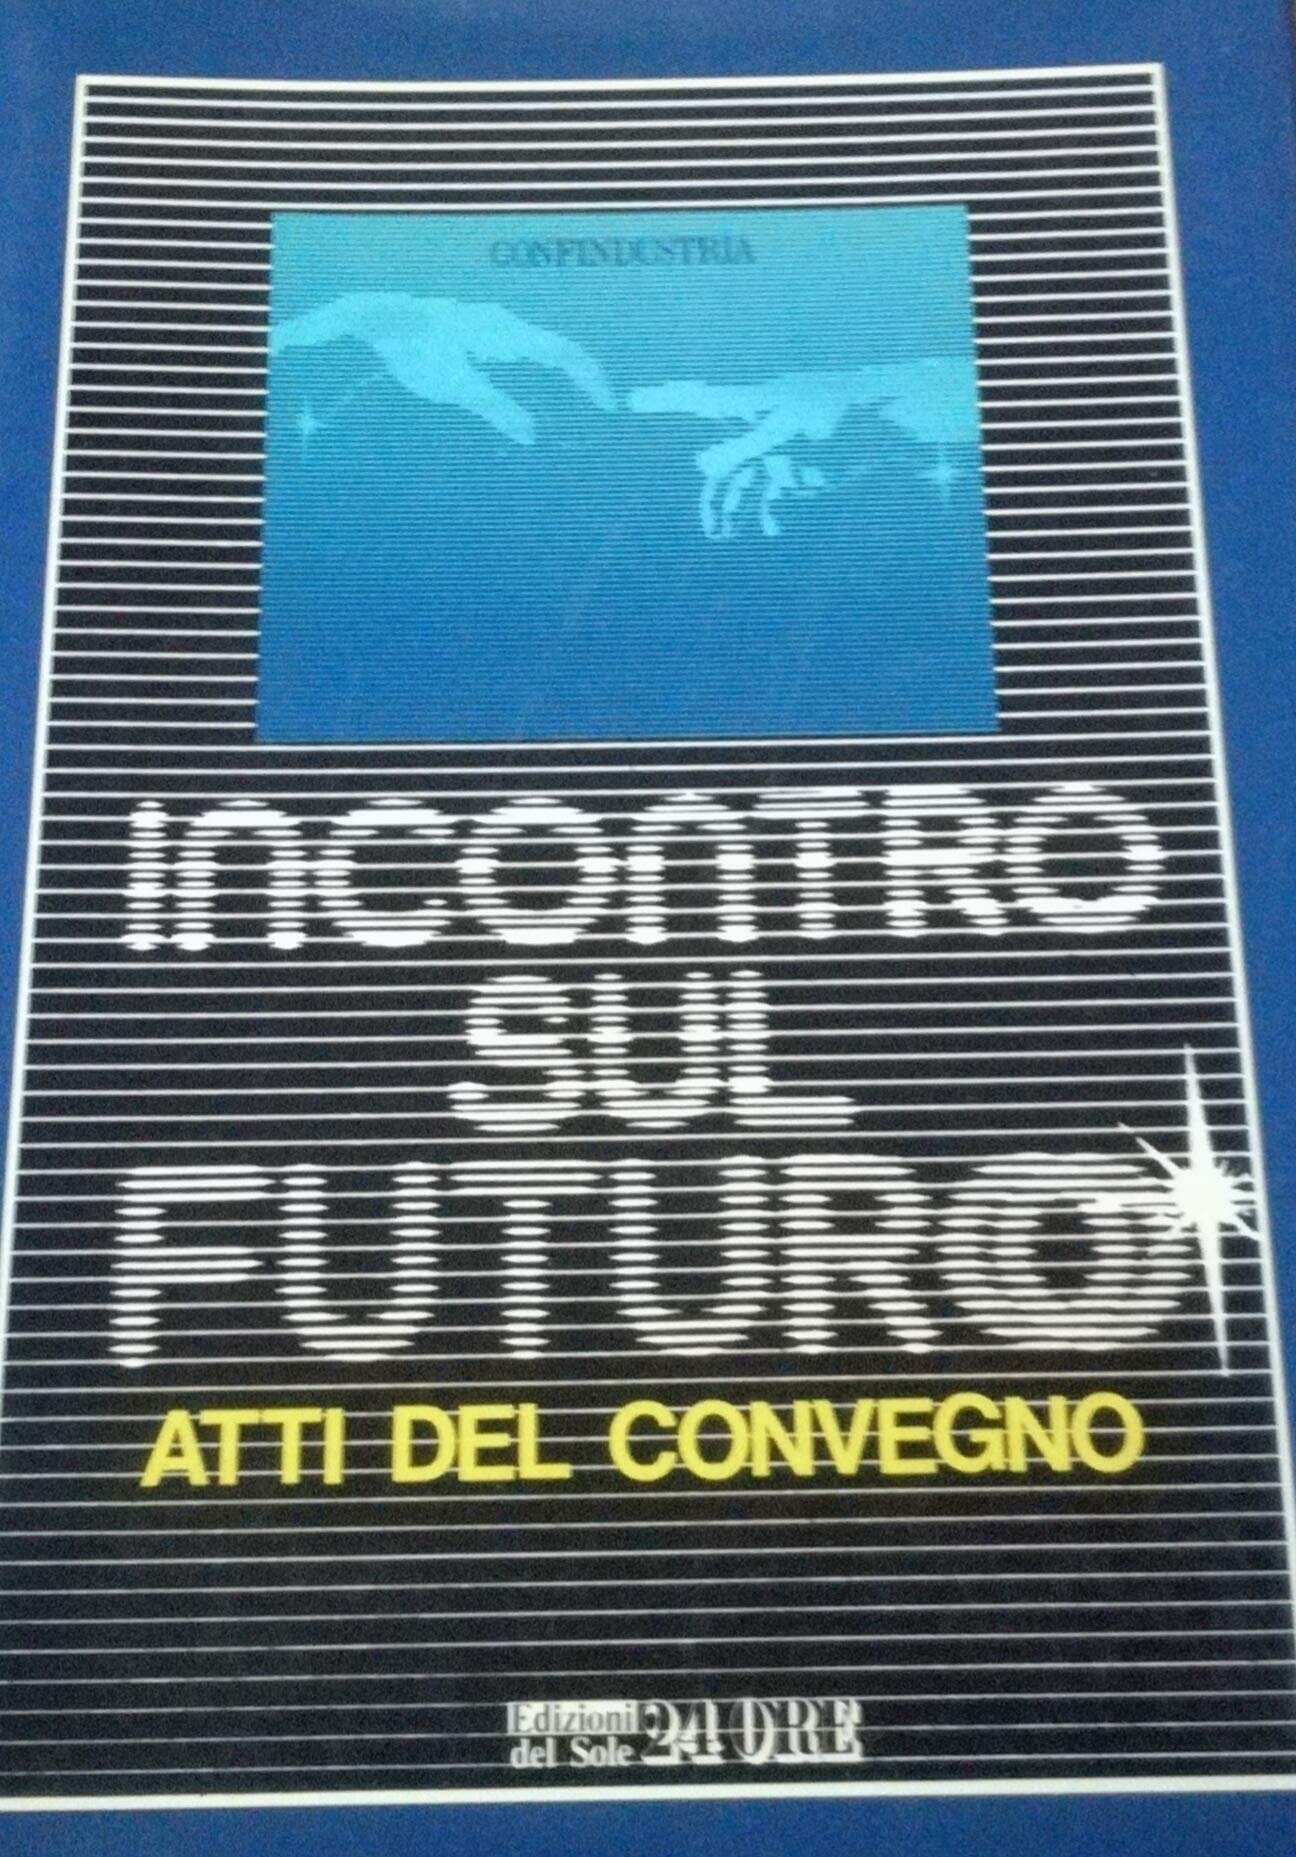 CONFINDUSTRIA
INCONTRO
SUL
FUTURO
ATTI DEL CONVEGNO
Edizioni
del Sole 24 ORE